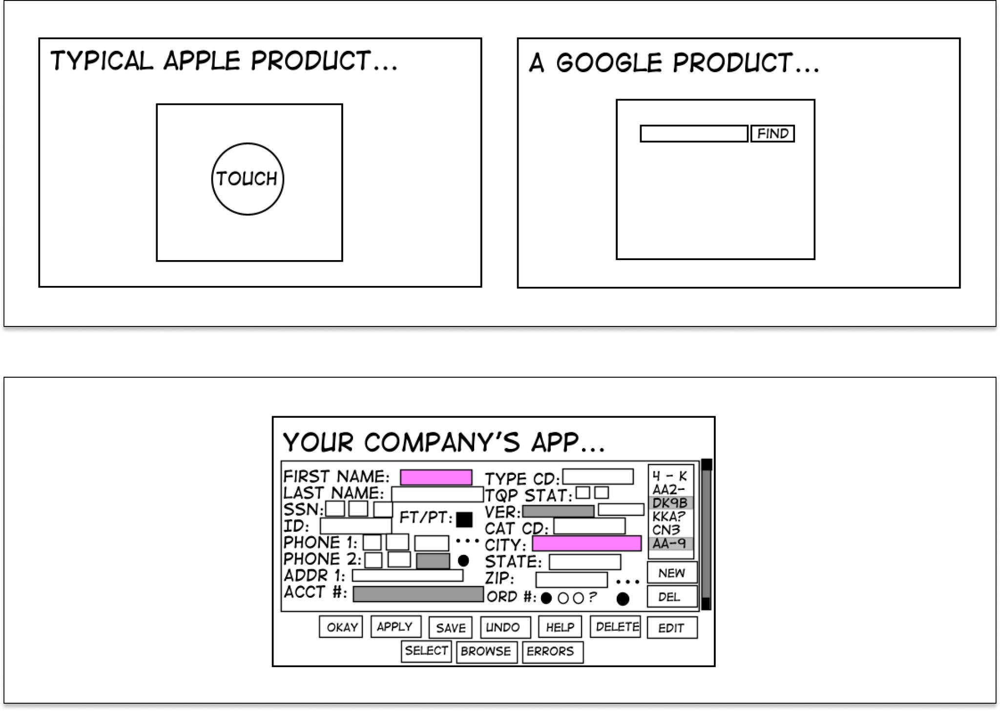 TYPICAL APPLE PRODUCT...
TOUCH
A GOOGLE PRODUCT...
FIND
YOUR COMPANY'S APP...
FIRST NAME:
LAST NAME:
SSN:
FT/PT:
ID:
PHONE 1:
...
PHONE 2:
ADDR 1:
ACCT #:
TYPE CD:
TQP STAT:
VER:
CAT CD:
CITY:
STATE:
ZIP:
...
ORD #: ?
4 - K
AA2-
DK9B
KKA?
CN3
AA-9
NEW
DEL
OKAY APPLY SAVE UNDO HELP DELETE EDIT
SELECT BROWSE ERRORS